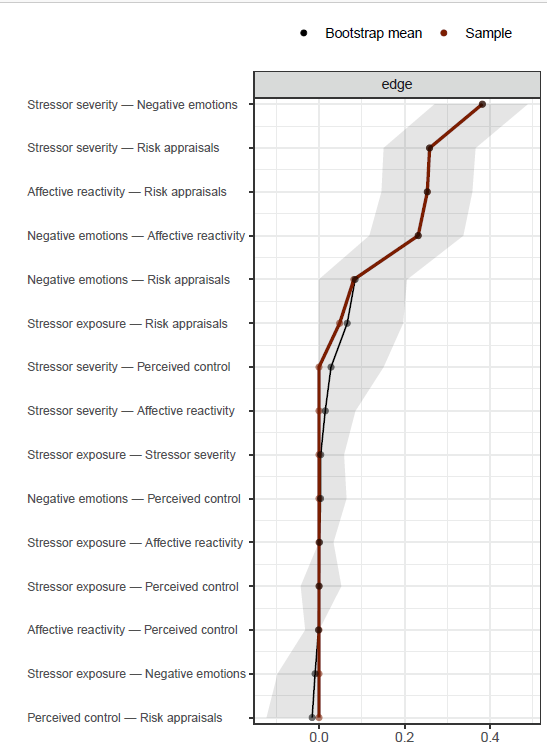 Bootstrap mean Sample
edge
Stressor severity — Negative emotions
Stressor severity — Risk appraisals
Affective reactivity — Risk appraisals
Negative emotions — Affective reactivity
Negative emotions — Risk appraisals
Stressor exposure — Risk appraisals
Stressor severity — Perceived control
Stressor severity — Affective reactivity
Stressor exposure — Stressor severity
Negative emotions — Perceived control
Stressor exposure — Affective reactivity
Stressor exposure — Perceived control
Affective reactivity — Perceived control
Stressor exposure — Negative emotions
Perceived control — Risk appraisals
0.0 0.2 0.4